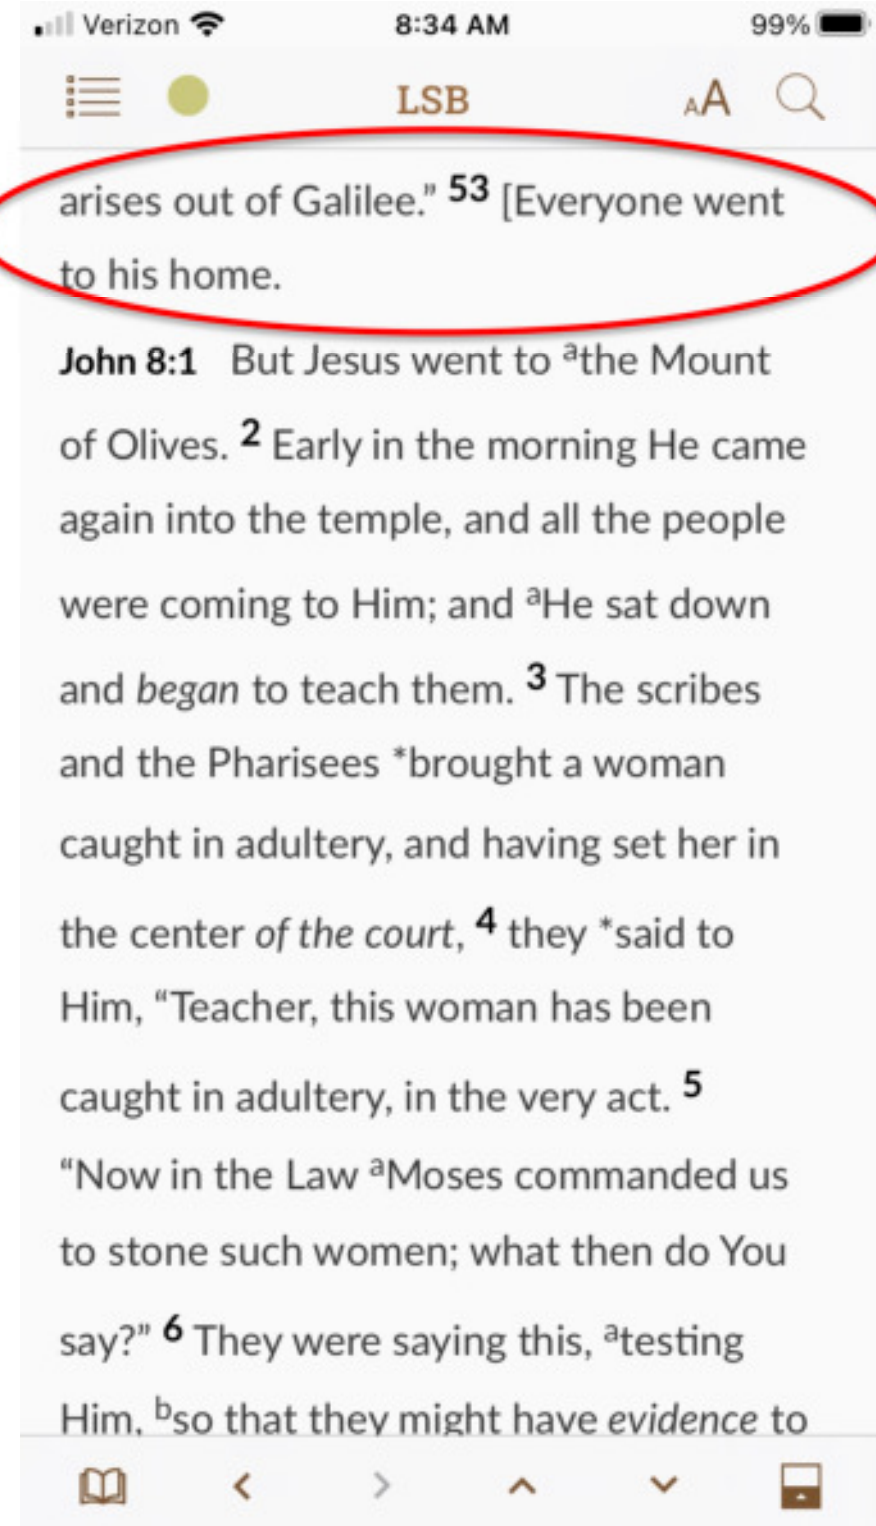 Verizon 8:34 AM 99%
LSB AA
arises out of Galilee.” 53 [Everyone went
to his home.
John 8:1 But Jesus went to ᵃthe Mount
of Olives. 2 Early in the morning He came
again into the temple, and all the people
were coming to Him; and ᵃHe sat down
and began to teach them. 3 The scribes
and the Pharisees *brought a woman
caught in adultery, and having set her in
the center of the court, 4 they *said to
Him, “Teacher, this woman has been
caught in adultery, in the very act. 5
“Now in the Law ᵃMoses commanded us
to stone such women; what then do You
say?” 6 They were saying this, ᵃtesting
Him, ᵇso that they might have evidence to